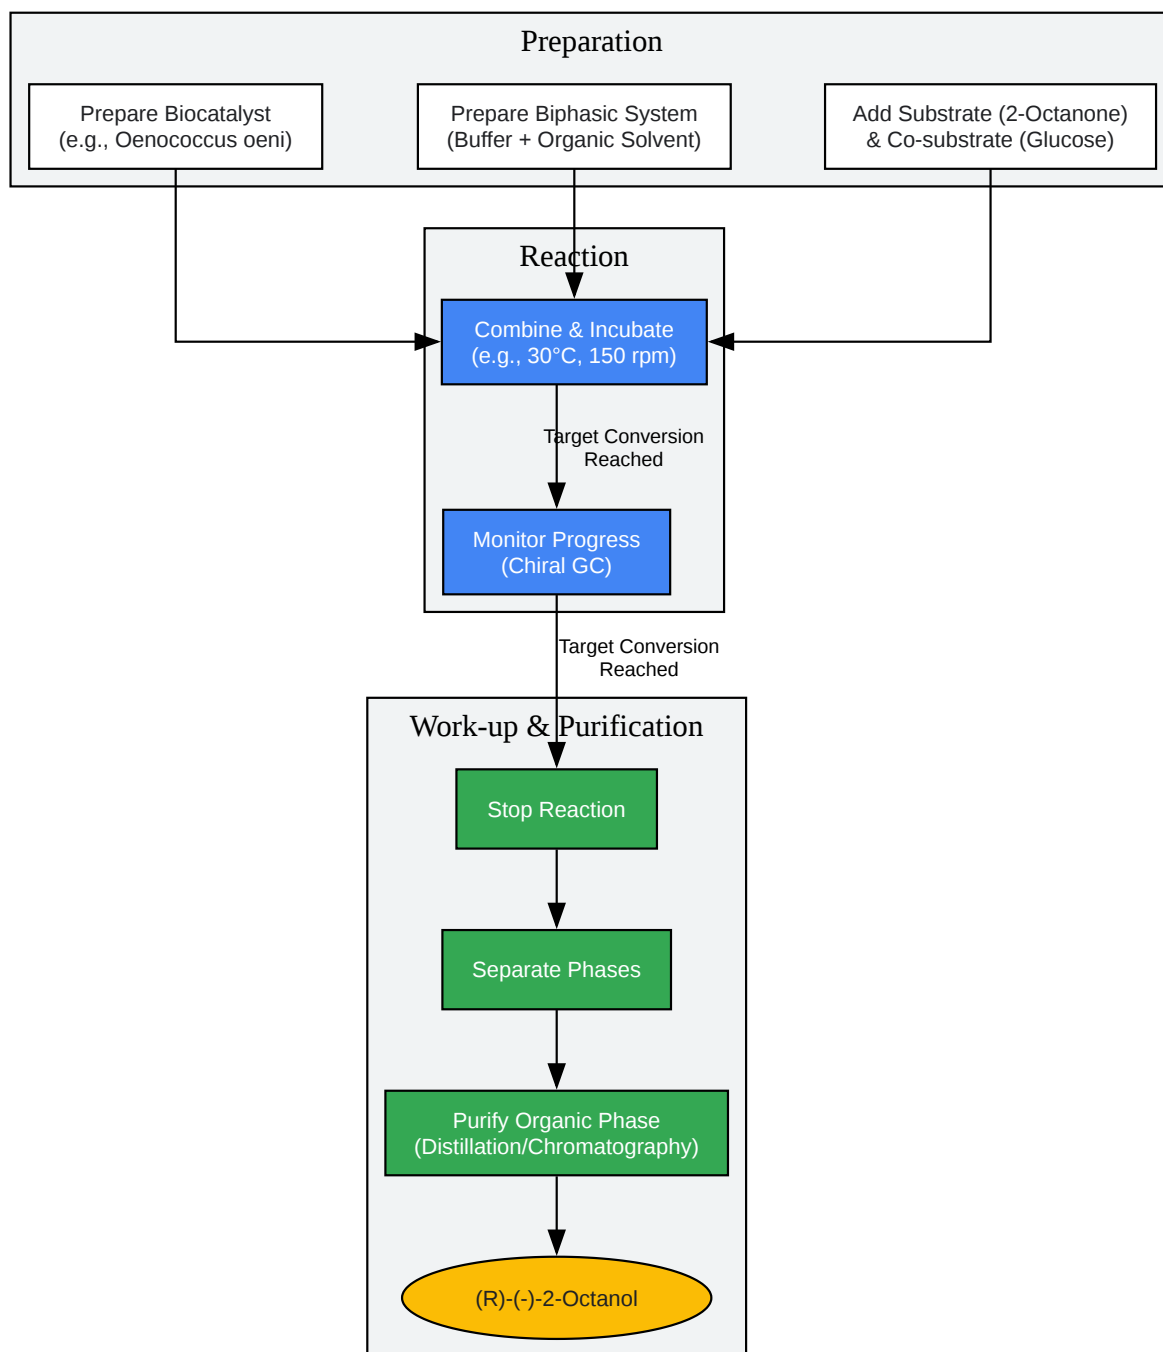 Preparation
Prepare Biocatalyst
(e.g., Oenococcus oeni)
Prepare Biphasic System
(Buffer + Organic Solvent)
Add Substrate (2-Octanone)
& Co-substrate (Glucose)
Reaction
Combine & Incubate
(e.g., 30°C, 150 rpm)
Target Conversion
Reached
Monitor Progress
(Chiral GC)
Target Conversion
Reached
Work-up & Purification
Stop Reaction
Separate Phases
Purify Organic Phase
(Distillation/Chromatography)
(R)-(-)-2-Octanol